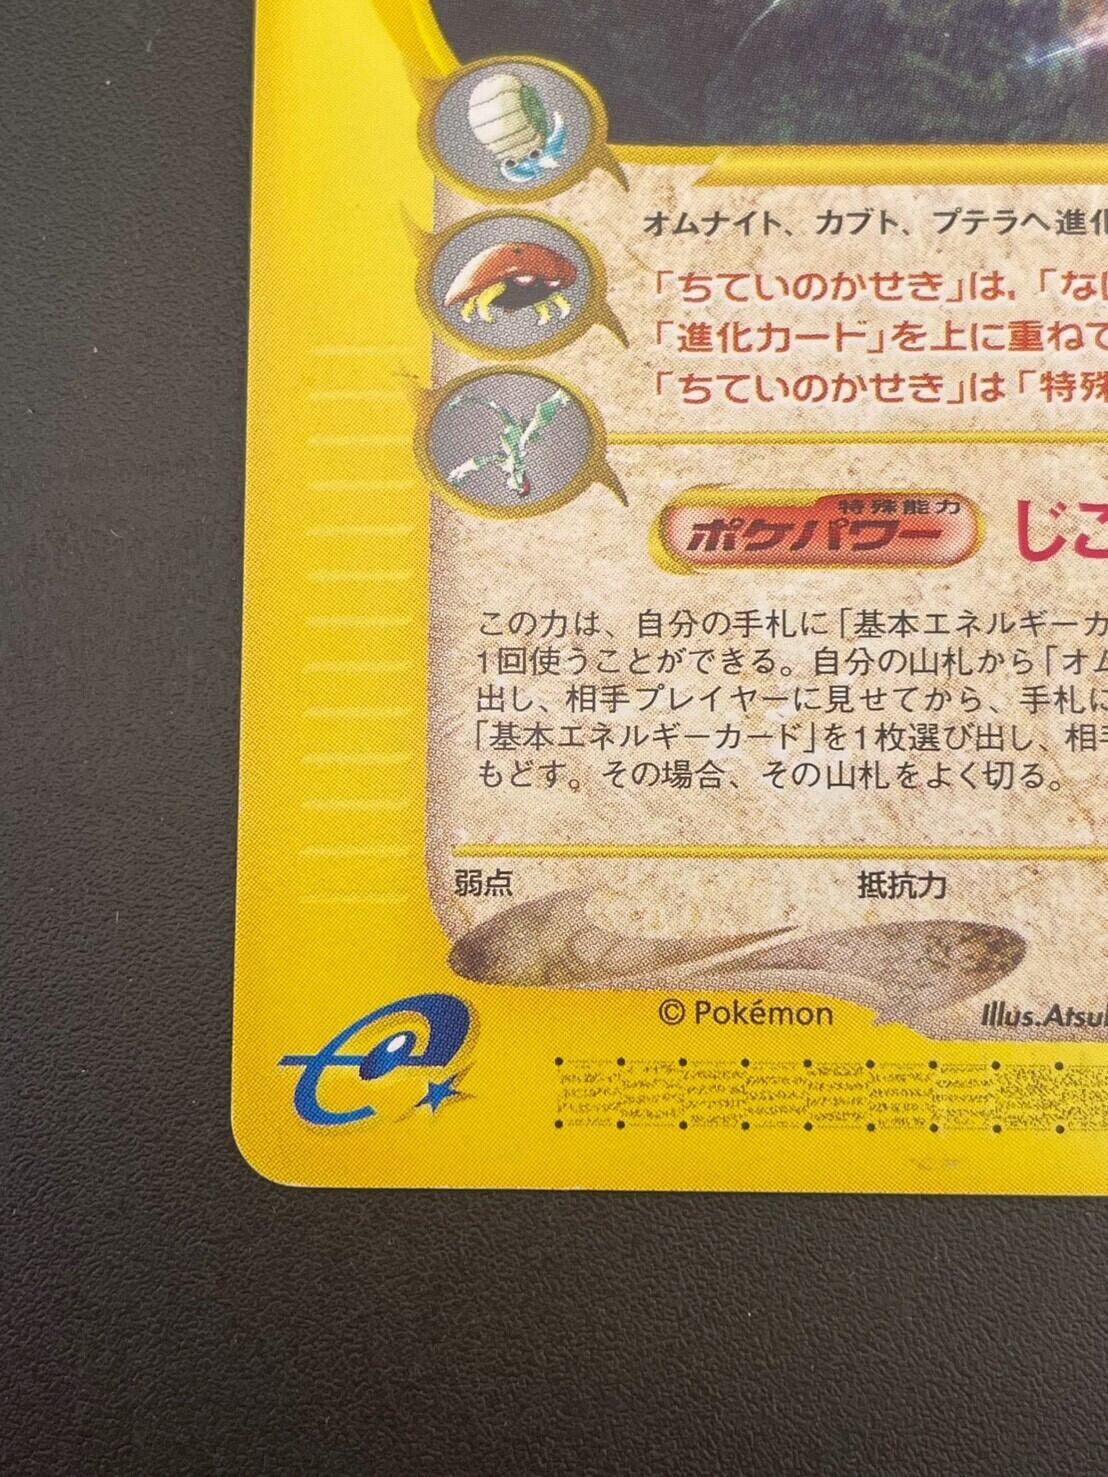 オムナイト、カブト、プテラへ進化
「ちていのかせき」は、「な
「進化カード」を上に重ねて
「ちていのかせき」は「特殊
特殊能力
ポケパワー じこ
この力は、自分の手札に「基本エネルギーカ
1回使うことができる。自分の山札から「オム
出し、相手プレイヤーに見せてから、手札に
「基本エネルギーカード」を1枚選び出し、相手
もどす。その場合、その山札をよく切る。
弱点 抵抗力
© Pokémon Illus.Atsu
e